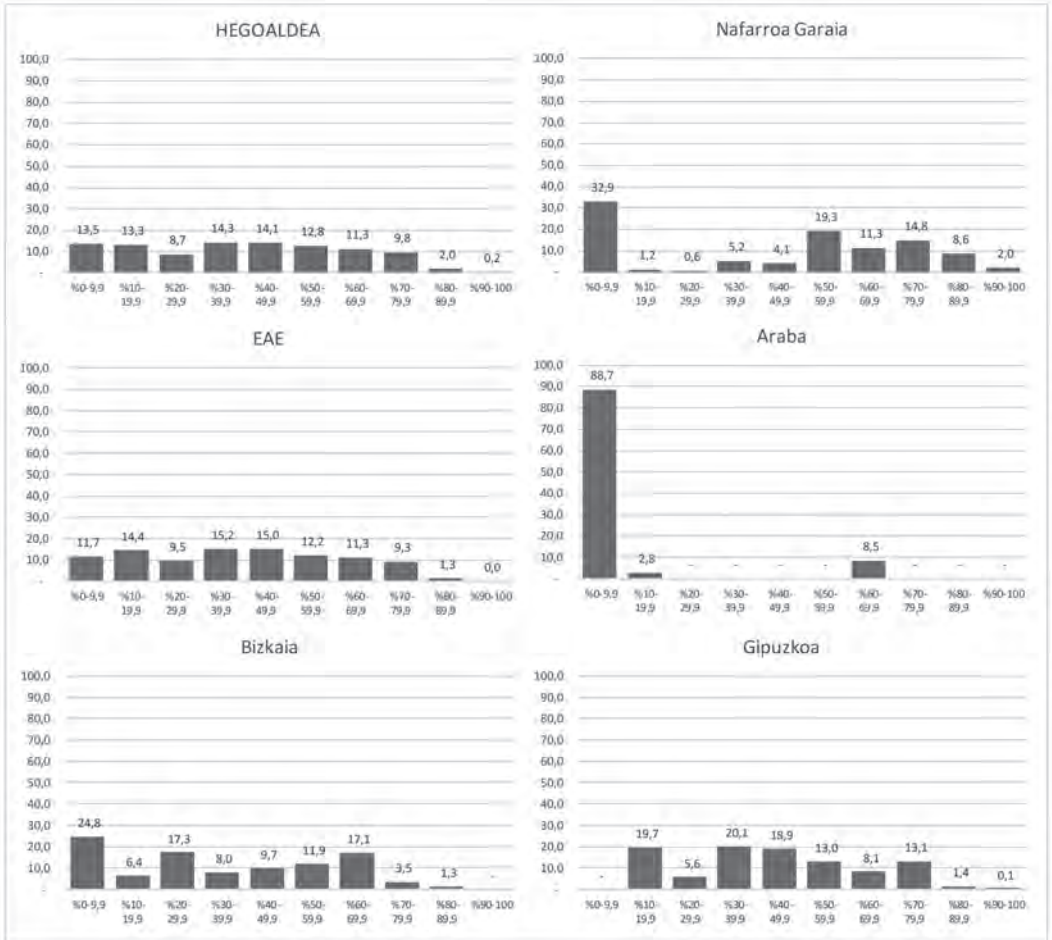 HEGOALDEA
100,0
90,0
80,0
70,0
60,0
50,0
40,0
30,0
20,0
10,0
-
13,5 13,3 8,7 14,3 14,1 12,8 11,3 9,8 2,0 0,2
%0-9,9 %10- %20- %30- %40- %50- %60- %70- %80- %90-100
19,9 29,9 39,9 49,9 59,9 69,9 79,9 89,9
Nafarroa Garaia
100,0
90,0
80,0
70,0
60,0
50,0
40,0
30,0
20,0
10,0
-
32,9 1,2 0,6 5,2 4,1 19,3 11,3 14,8 8,6 2,0
%0-9,9 %10- %20- %30- %40- %50- %60- %70- %80- %90-100
19,9 29,9 39,9 49,9 59,9 69,9 79,9 89,9
EAE
100,0
90,0
80,0
70,0
60,0
50,0
40,0
30,0
20,0
10,0
-
11,7 14,4 9,5 15,2 15,0 12,2 11,3 9,3 1,3 0,0
%0-9,9 %10- %20- %30- %40- %50- %60- %70- %80- %90-100
19,9 29,9 39,9 49,9 59,9 69,9 79,9 89,9
Araba
100,0
90,0
80,0
70,0
60,0
50,0
40,0
30,0
20,0
10,0
-
88,7 2,8 - - - - 8,5 - - -
%0-9,9 %10- %20- %30- %40- %50- %60- %70- %80- %90-100
19,9 29,9 39,9 49,9 59,9 69,9 79,9 89,9
Bizkaia
100,0
90,0
80,0
70,0
60,0
50,0
40,0
30,0
20,0
10,0
-
24,8 6,4 17,3 8,0 9,7 11,9 17,1 3,5 1,3 -
%0-9,9 %10- %20- %30- %40- %50- %60- %70- %80- %90-100
19,9 29,9 39,9 49,9 59,9 69,9 79,9 89,9
Gipuzkoa
100,0
90,0
80,0
70,0
60,0
50,0
40,0
30,0
20,0
10,0
-
- 19,7 5,6 20,1 18,9 13,0 8,1 13,1 1,4 0,1
%0-9,9 %10- %20- %30- %40- %50- %60- %70- %80- %90-100
19,9 29,9 39,9 49,9 59,9 69,9 79,9 89,9